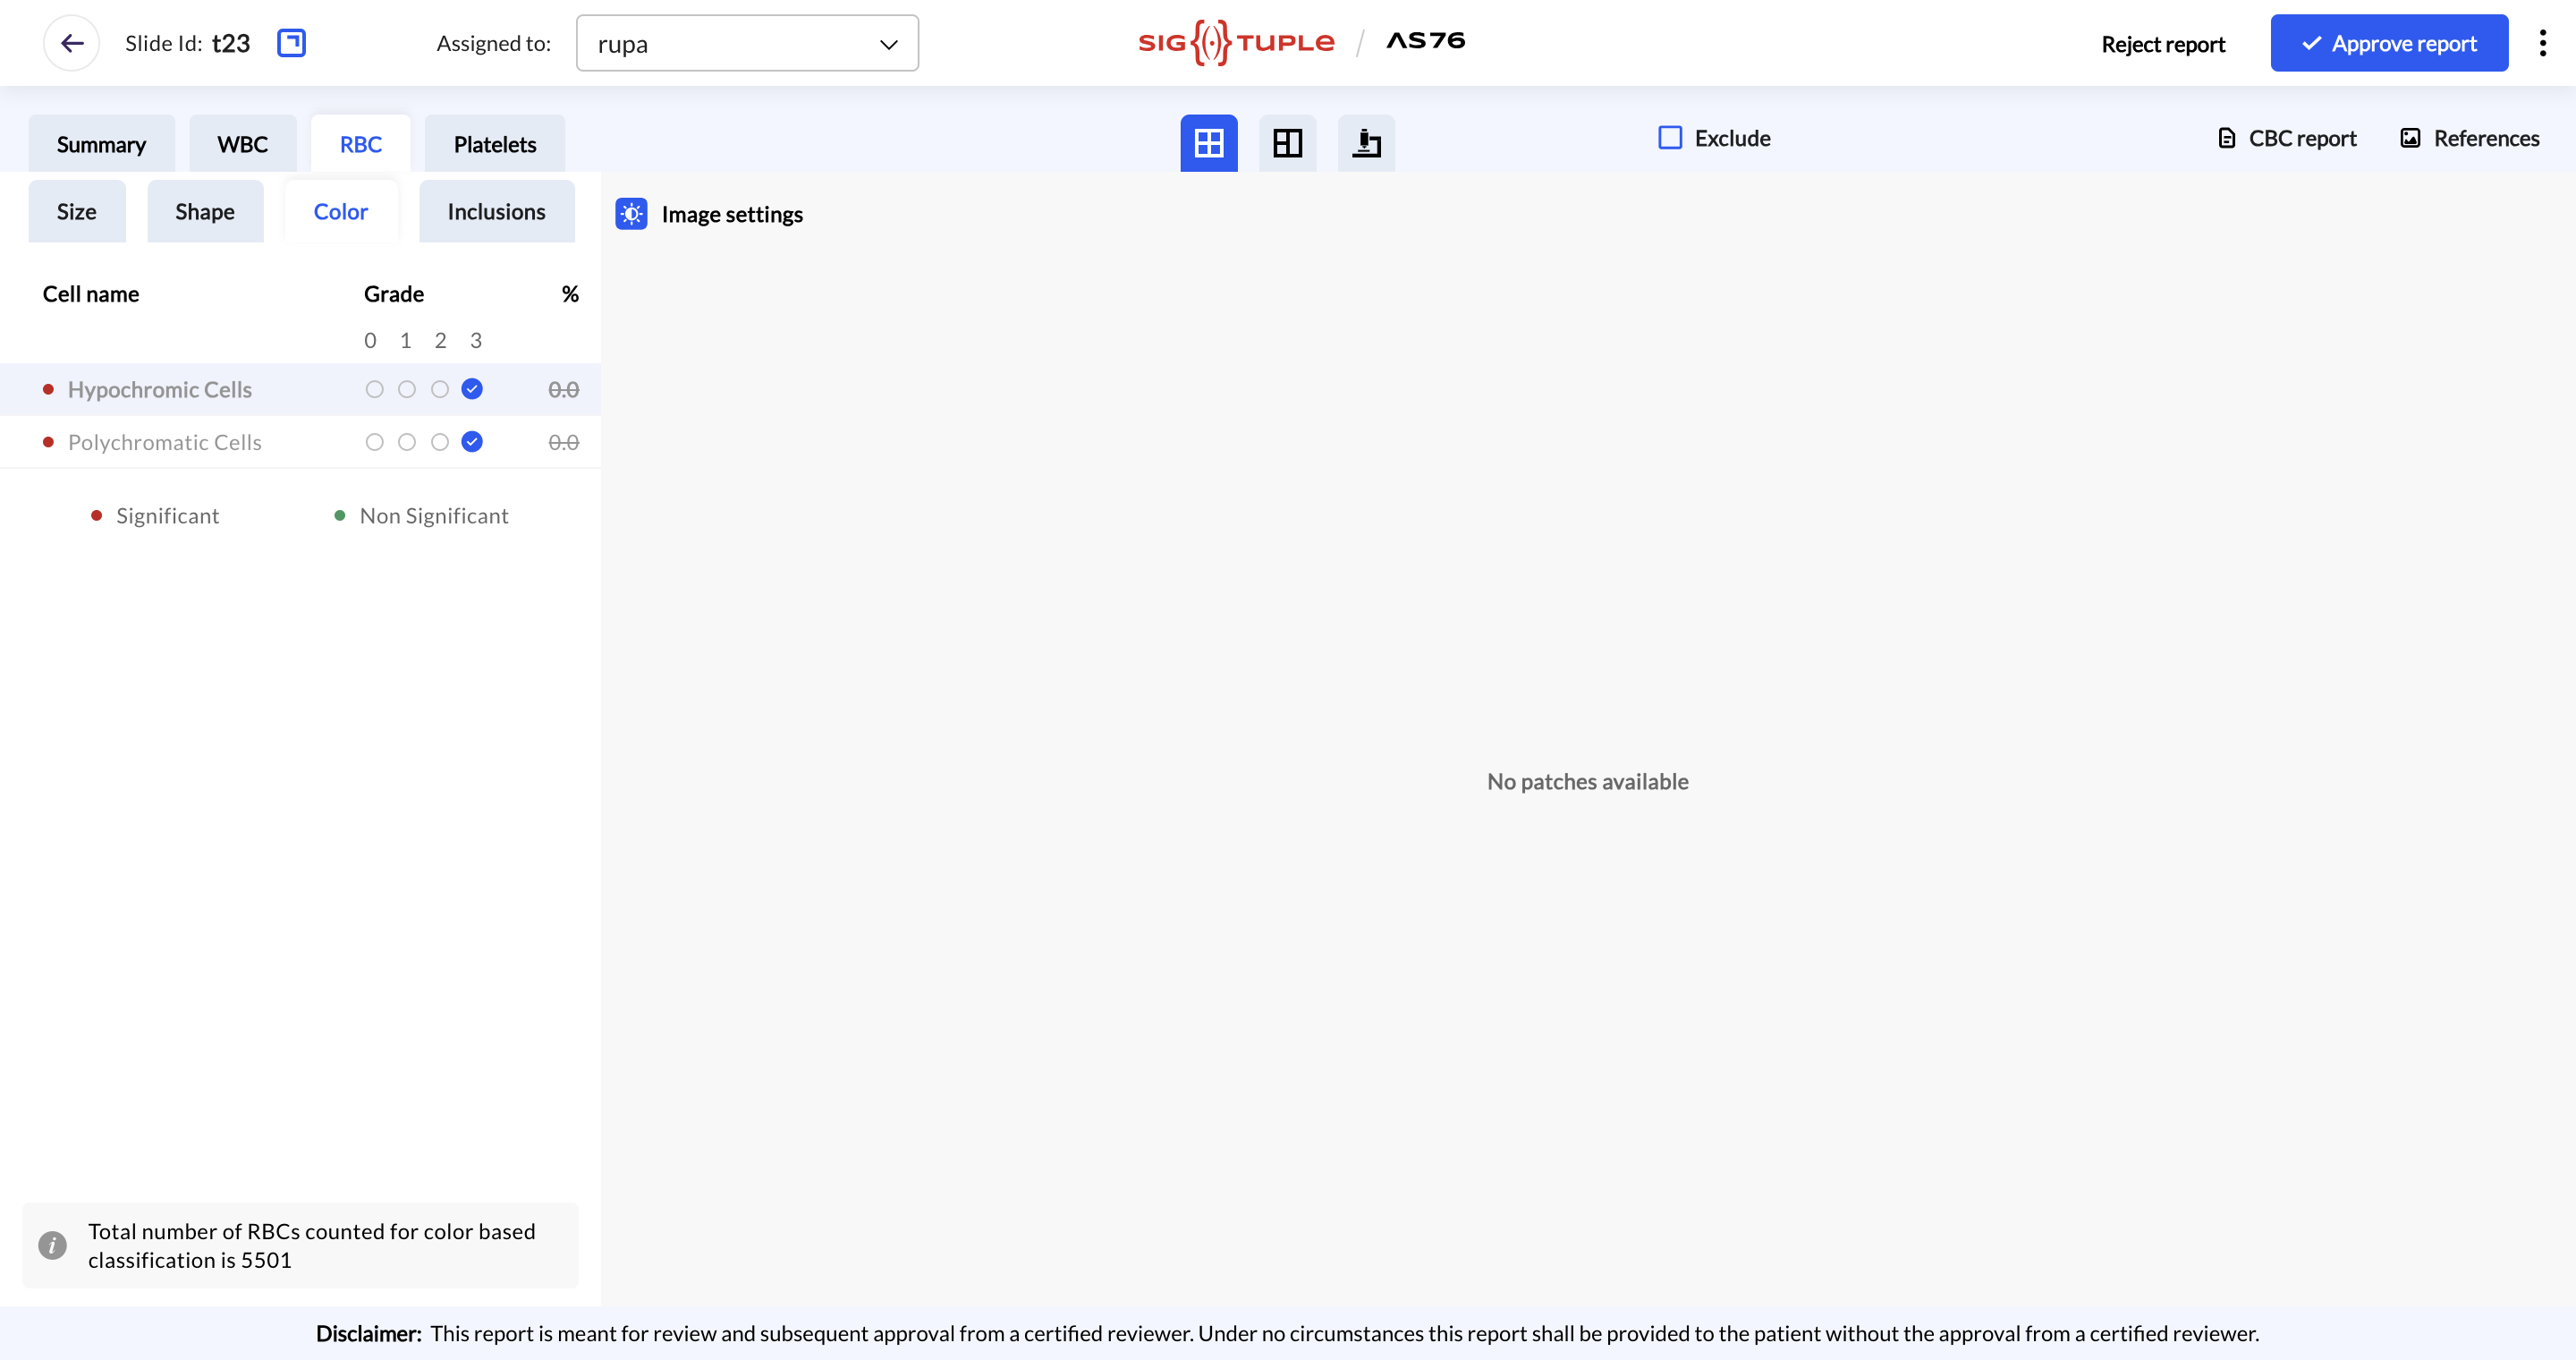 Slide Id: t23
Assigned to: rupa
SIG TUPLE / AS76
Reject report
Approve report
Summary WBC RBC Platelets
Exclude
CBC report References
Size Shape Color Inclusions
Image settings
Cell name Grade %
0 1 2 3
Hypochromic Cells 0.0
Polychromatic Cells 0.0
Significant Non Significant
No patches available
Total number of RBCs counted for color based
classification is 5501
Disclaimer: This report is meant for review and subsequent approval from a certified reviewer. Under no circumstances this report shall be provided to the patient without the approval from a certified reviewer.